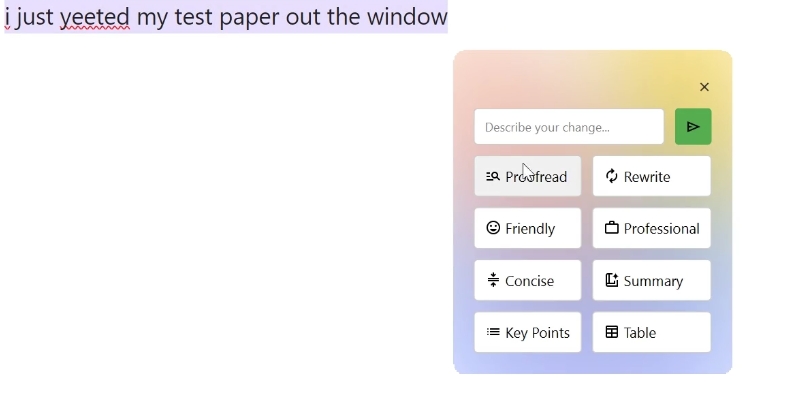 i just yeeted my test paper out the window
Describe your change...
Proofread
Rewrite
Friendly
Professional
Concise
Summary
Key Points
Table